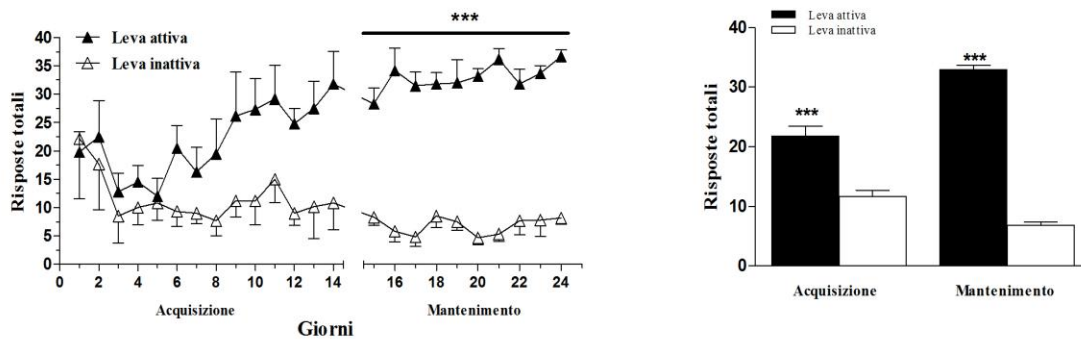 ***
Leva attiva
Leva inattiva
Risposte totali
40
35
30
25
20
15
10
5
0
0 2 4 6 8 10 12 14 16 18 20 22 24
Acquisizione Mantenimento
Giorni
Leva attiva
Leva inattiva
Risposte totali
40
30
20
10
0
***
***
Acquisizione Mantenimento